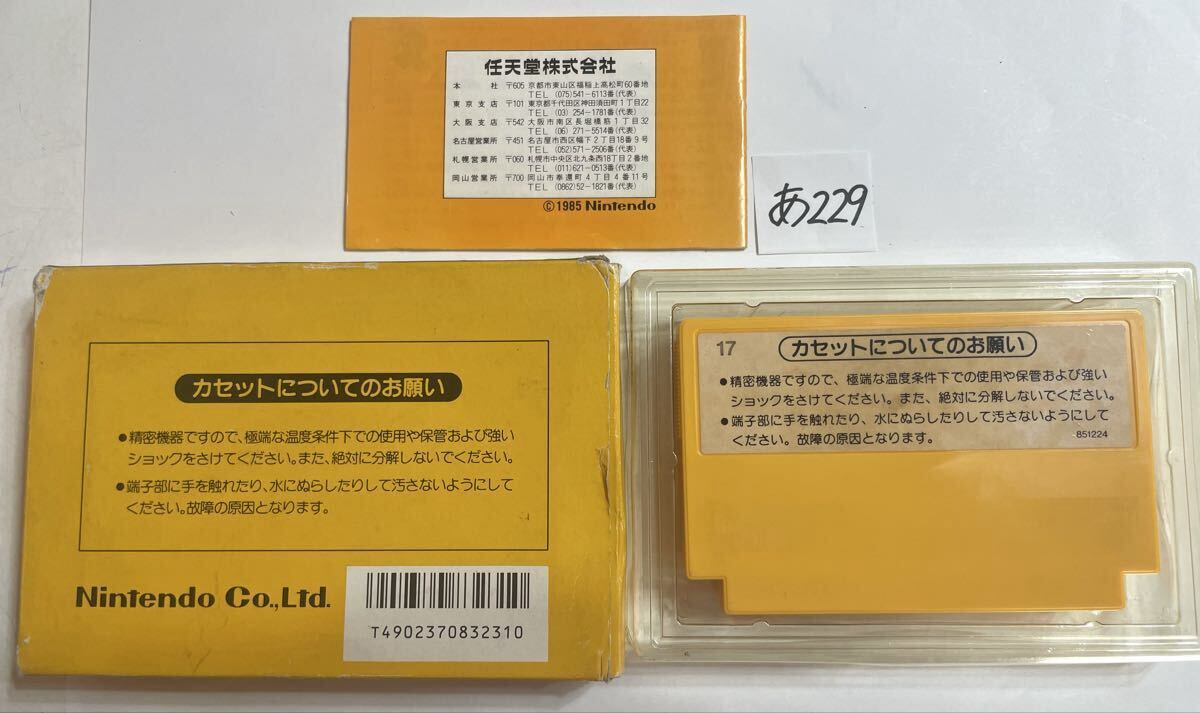 任天堂株式会社
本社 〒605 京都市東山区福稲上高松町60番地
TEL (075)541-6113番(代表)
東京支店 〒101 東京都千代田区神田須田町1丁目22
TEL (03) 254-1781番(代表)
大阪支店 〒542 大阪市南区長堀橋筋1丁目32
TEL (06) 271-5514番(代表)
名古屋営業所 〒451 名古屋市西区幅下2丁目18番9号
TEL (052)571-2506番(代表)
札幌営業所 〒060 札幌市中央区北九条西18丁目2番地
TEL (011)621-0513番(代表)
岡山営業所 〒700 岡山市奉還町4丁目4番11号
TEL (0862)52-1821番(代表)
©1985 Nintendo
あ229
カセットについてのお願い
●精密機器ですので、極端な温度条件下での使用や保管および強い
ショックをさけてください。また、絶対に分解しないでください。
●端子部に手を触れたり、水にぬらしたりして汚さないようにして
ください。故障の原因となります。
Nintendo Co.,Ltd.
T4902370832310
17
カセットについてのお願い
●精密機器ですので、極端な温度条件下での使用や保管および強い
ショックをさけてください。また、絶対に分解しないでください。
●端子部に手を触れたり、水にぬらしたりして汚さないようにして
ください。故障の原因となります。
851224